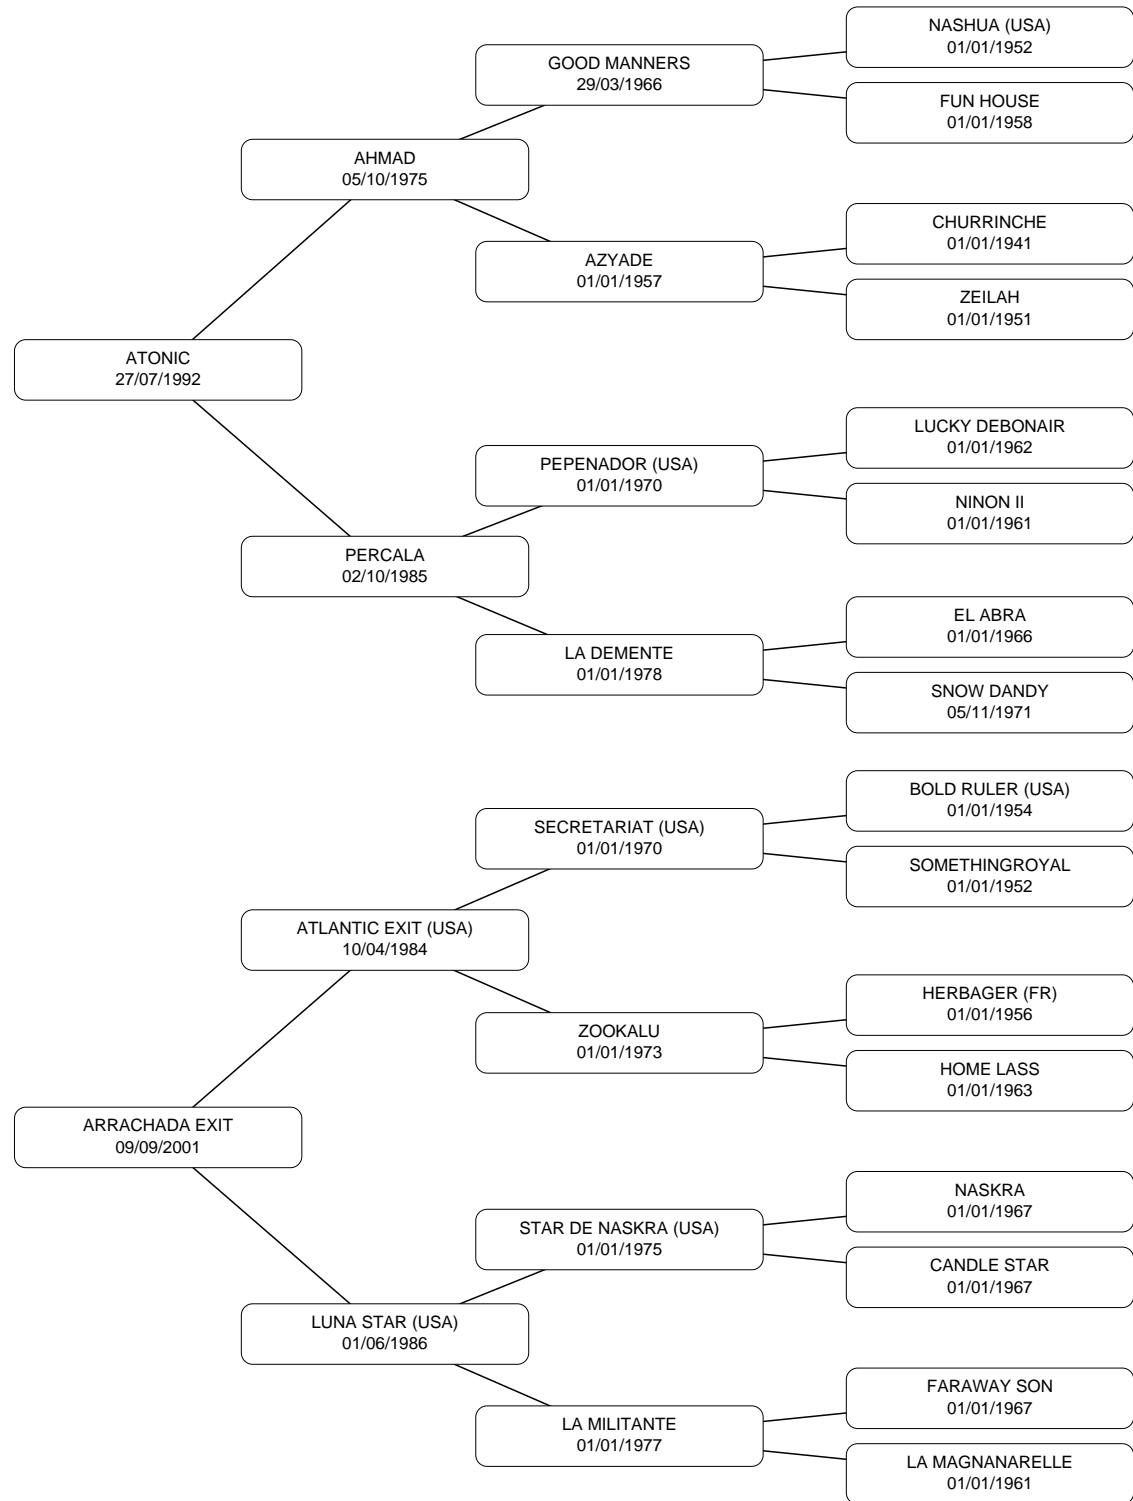 NASHUA (USA)
01/01/1952
GOOD MANNERS
29/03/1966
FUN HOUSE
01/01/1958
AHMAD
05/10/1975
CHURRINCHE
01/01/1941
AZYADE
01/01/1957
ZEILAH
01/01/1951
ATONIC
27/07/1992
LUCKY DEBONAIR
01/01/1962
PEPENADOR (USA)
01/01/1970
NINON II
01/01/1961
PERCALA
02/10/1985
EL ABRA
01/01/1966
LA DEMENTE
01/01/1978
SNOW DANDY
05/11/1971
BOLD RULER (USA)
01/01/1954
SECRETARIAT (USA)
01/01/1970
SOMETHINGROYAL
01/01/1952
ATLANTIC EXIT (USA)
10/04/1984
HERBAGER (FR)
01/01/1956
ZOOKALU
01/01/1973
HOME LASS
01/01/1963
ARRACHADA EXIT
09/09/2001
NASKRA
01/01/1967
STAR DE NASKRA (USA)
01/01/1975
CANDLE STAR
01/01/1967
LUNA STAR (USA)
01/06/1986
FARAWAY SON
01/01/1967
LA MILITANTE
01/01/1977
LA MAGNANARELLE
01/01/1961